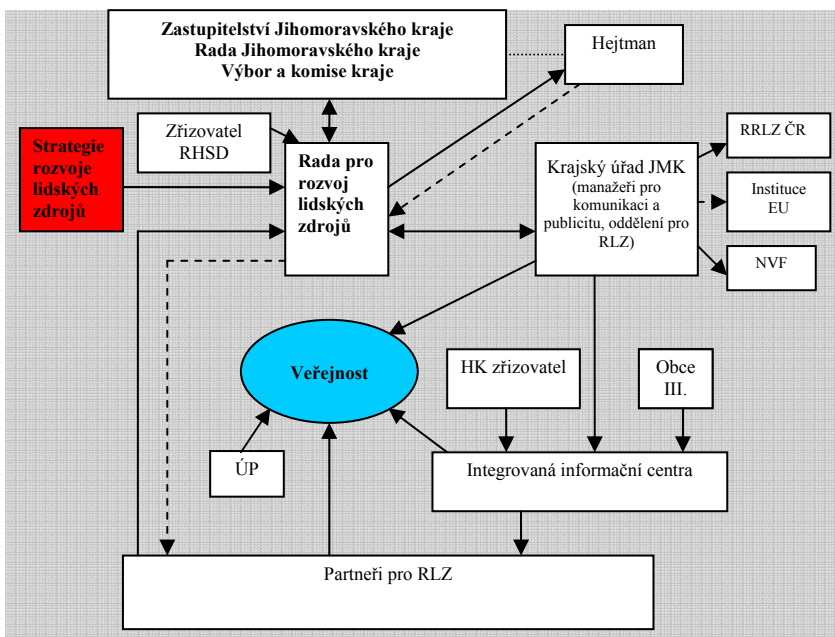 Zastupitelství Jihomoravského kraje
Rada Jihomoravského kraje
Výbor a komise kraje
Hejtman
Zřizovatel
RHSD
Strategie
rozvoje
lidských
zdrojů
Rada pro
rozvoj
lidských
zdrojů
Krajský úřad JMK
(manažeři pro
komunikaci a
publicitu, oddělení pro
RLZ)
RRLZ ČR
Instituce
EU
NVF
Veřejnost
HK zřizovatel
Obce
III.
ÚP
Integrovaná informační centra
Partneři pro RLZ